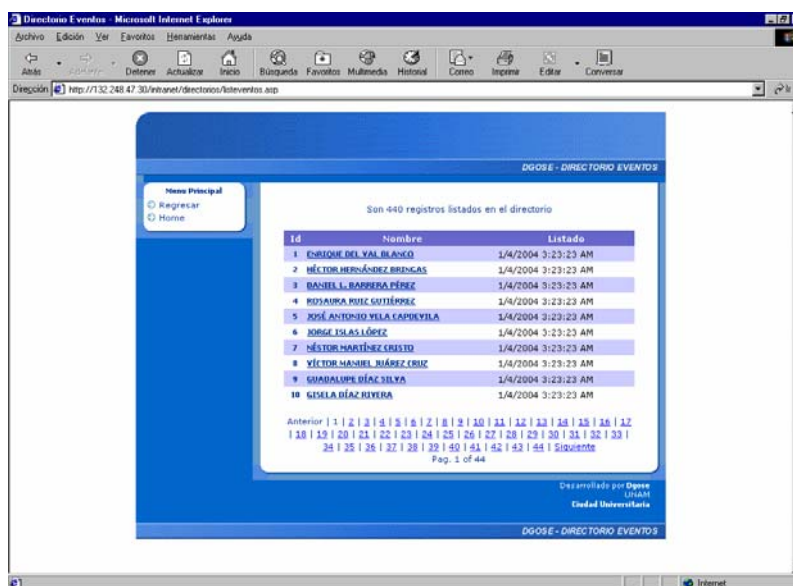 Directorio Eventos - Microsoft Internet Explorer
Archivo Edición Ver Favoritos Herramientas Ayuda
Atrás Adelante Detener Actualizar Inicio Búsqueda Favoritos Multimedia Historial Correo Imprimir Editar Conversar
Dirección http://132.248.47.30/intranet/directorios/listeventos.asp Ir
DGOSE - DIRECTORIO EVENTOS
Menu Principal
Regresar
Home
Son 440 registros listados en el directorio
Id Nombre Listado
1 ENRIQUE DEL VAL BLANCO 1/4/2004 3:23:23 AM
2 HÉCTOR HERNÁNDEZ BRINGAS 1/4/2004 3:23:23 AM
3 DANIEL L. BARRERA PÉREZ 1/4/2004 3:23:23 AM
4 ROSAURA RUIZ GUTIÉRREZ 1/4/2004 3:23:23 AM
5 JOSÉ ANTONIO VELA CAPDEVILA 1/4/2004 3:23:23 AM
6 JORGE ISLAS LÓPEZ 1/4/2004 3:23:23 AM
7 NÉSTOR MARTÍNEZ CRISTO 1/4/2004 3:23:23 AM
8 VÍCTOR MANUEL JUÁREZ CRUZ 1/4/2004 3:23:23 AM
9 GUADALUPE DÍAZ SILVA 1/4/2004 3:23:23 AM
10 GISELA DÍAZ RIVERA 1/4/2004 3:23:23 AM
Anterior | 1 | 2 | 3 | 4 | 5 | 6 | 7 | 8 | 9 | 10 | 11 | 12 | 13 | 14 | 15 | 16 | 17
| 18 | 19 | 20 | 21 | 22 | 23 | 24 | 25 | 26 | 27 | 28 | 29 | 30 | 31 | 32 | 33 |
34 | 35 | 36 | 37 | 38 | 39 | 40 | 41 | 42 | 43 | 44 | Siguiente
Pag. 1 of 44
Desarrollado por Dgose
UNAM
Ciudad Universitaria
DGOSE - DIRECTORIO EVENTOS
Internet